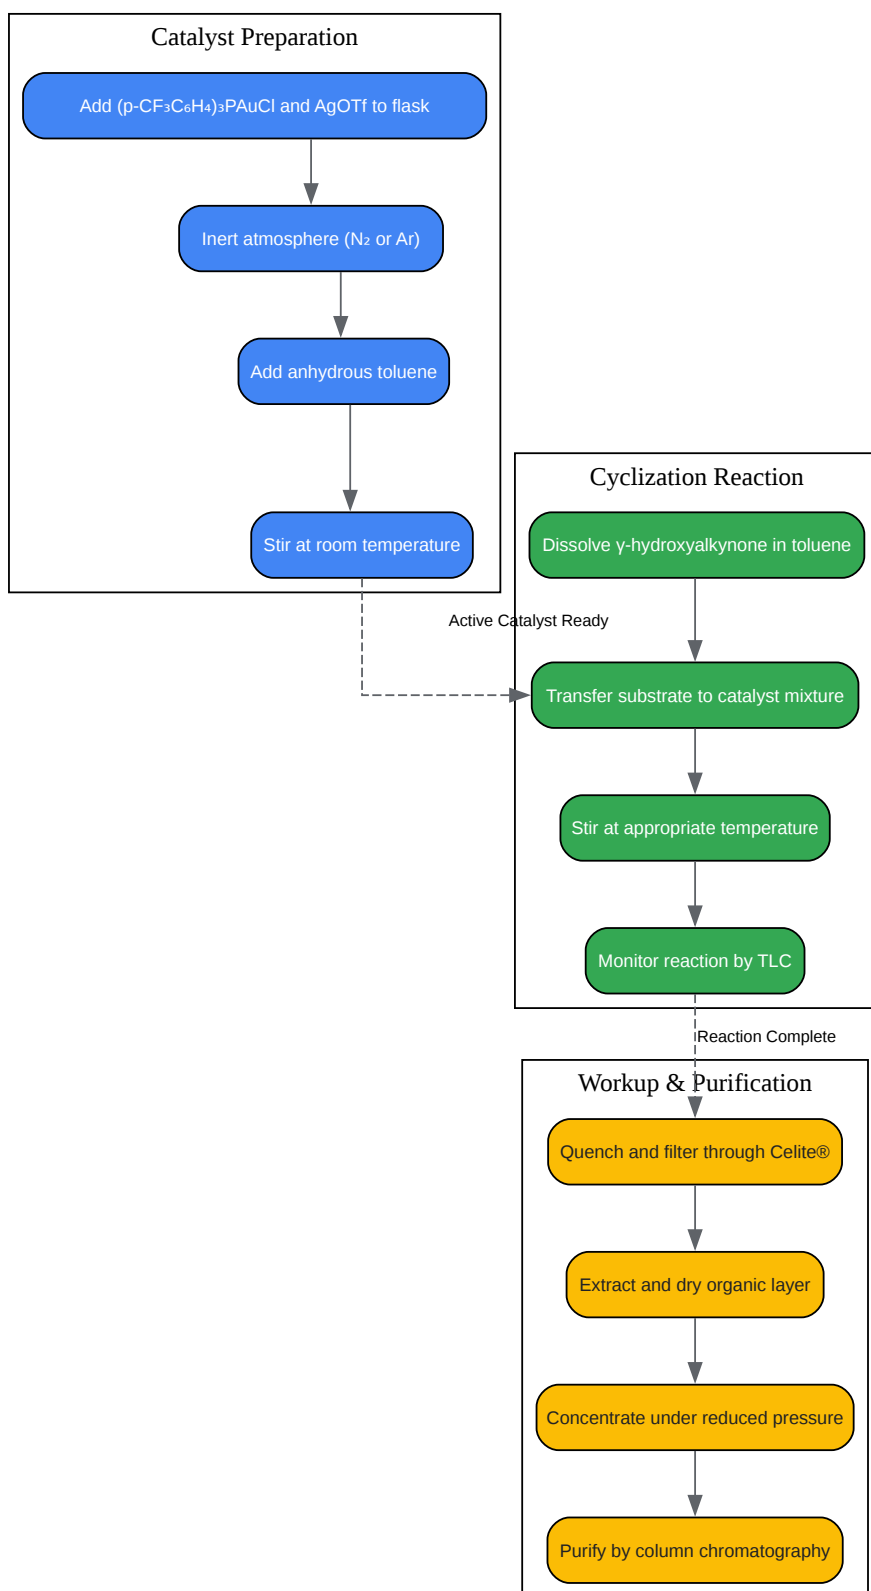 Catalyst Preparation
Add (p-CF₃C₆H₄)₃PAuCl and AgOTf to flask
Inert atmosphere (N₂ or Ar)
Add anhydrous toluene
Stir at room temperature
Active Catalyst Ready
Cyclization Reaction
Dissolve γ-hydroxyalkynone in toluene
Transfer substrate to catalyst mixture
Stir at appropriate temperature
Monitor reaction by TLC
Reaction Complete
Workup & Purification
Quench and filter through Celite®
Extract and dry organic layer
Concentrate under reduced pressure
Purify by column chromatography